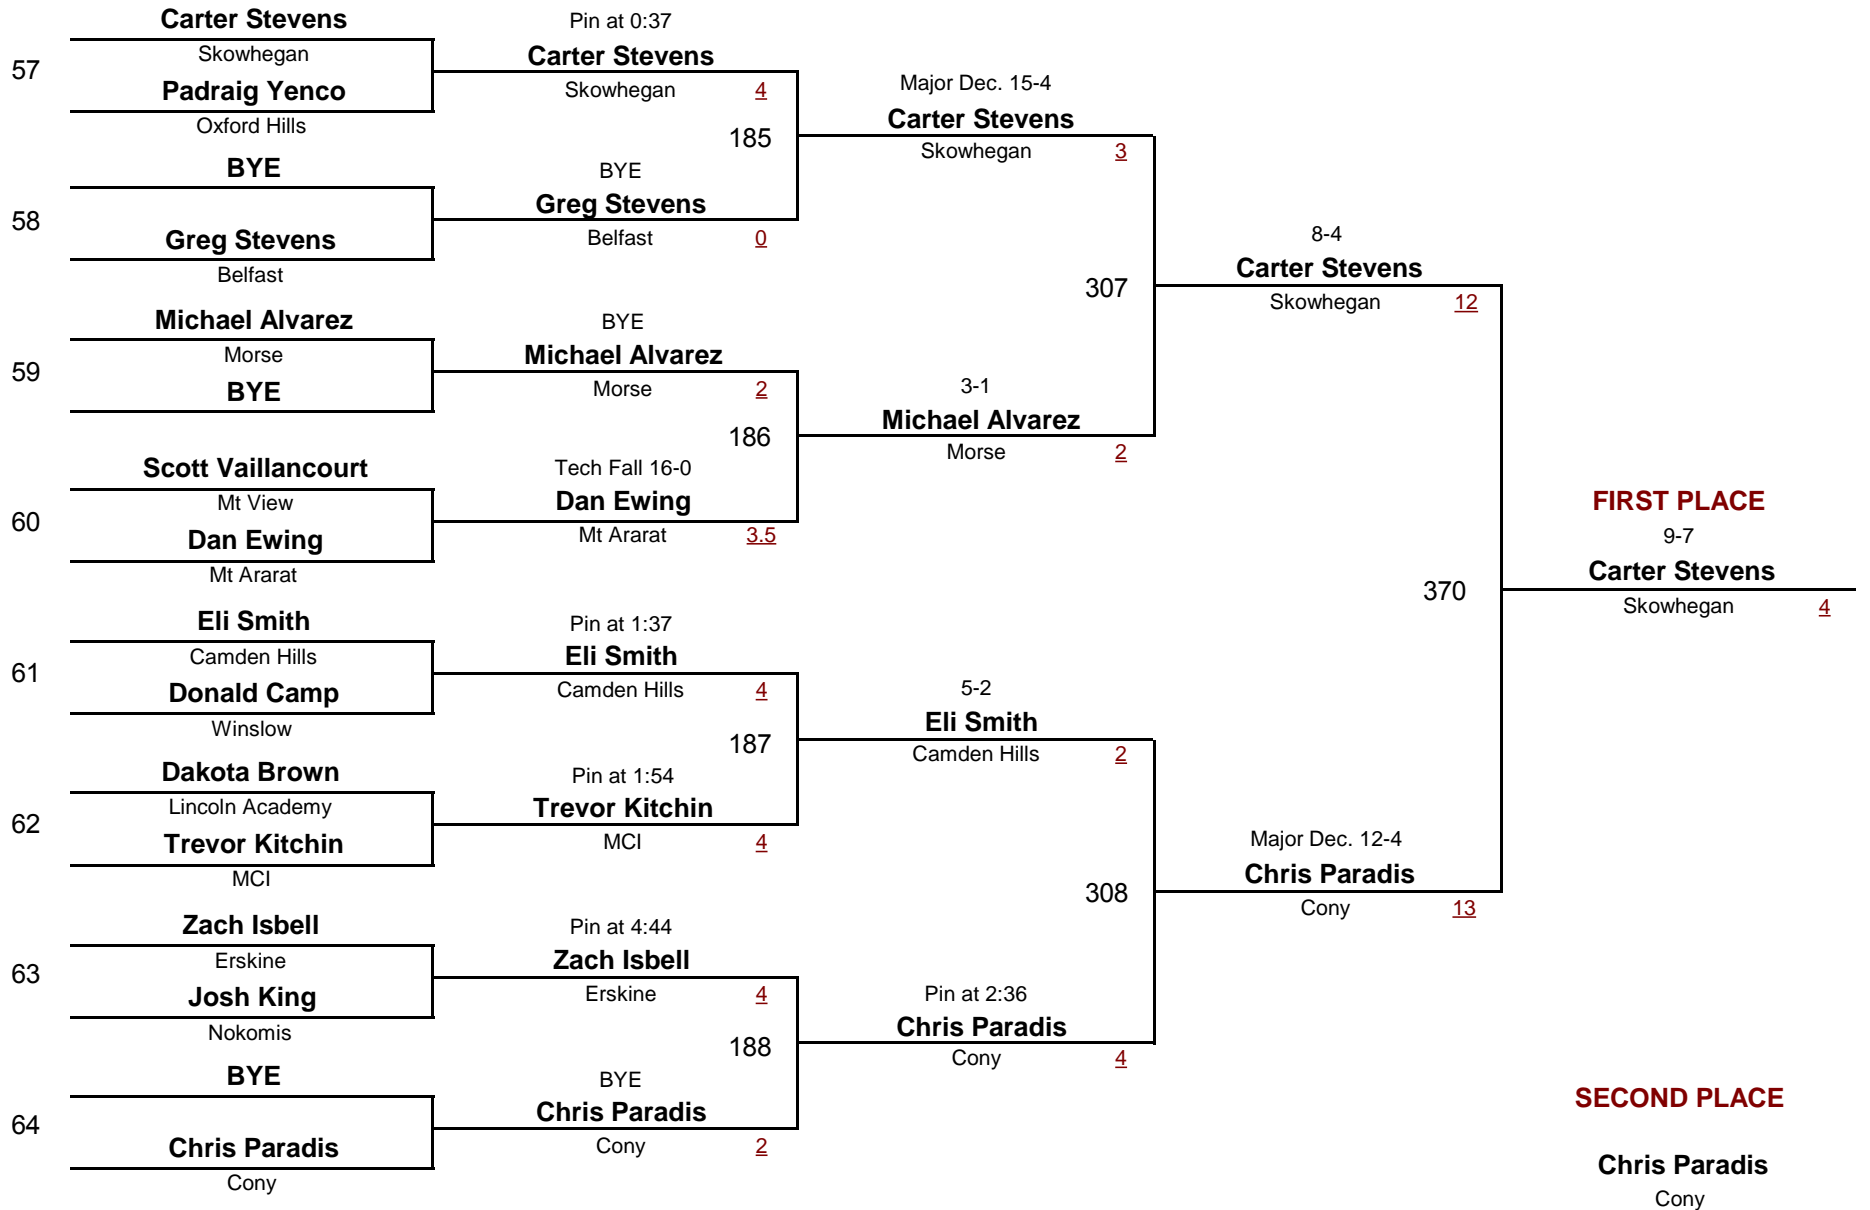 Carter Stevens
57
Skowhegan
Padraig Yenco
Oxford Hills
BYE
58
Greg Stevens
Belfast
Michael Alvarez
59
Morse
BYE
Scott Vaillancourt
60
Mt View
Dan Ewing
Mt Ararat
Eli Smith
61
Camden Hills
Donald Camp
Winslow
Dakota Brown
62
Lincoln Academy
Trevor Kitchin
MCI
Zach Isbell
63
Erskine
Josh King
Nokomis
BYE
64
Chris Paradis
Cony
Pin at 0:37
Carter Stevens
Skowhegan 4
185
BYE
Greg Stevens
Belfast 0
BYE
Michael Alvarez
Morse 2
186
Tech Fall 16-0
Dan Ewing
Mt Ararat 3.5
Pin at 1:37
Eli Smith
Camden Hills 4
187
Pin at 1:54
Trevor Kitchin
MCI 4
Pin at 4:44
Zach Isbell
Erskine 4
188
BYE
Chris Paradis
Cony 2
Major Dec. 15-4
Carter Stevens
Skowhegan 3
307
3-1
Michael Alvarez
Morse 2
5-2
Eli Smith
Camden Hills 2
308
Pin at 2:36
Chris Paradis
Cony 4
8-4
Carter Stevens
Skowhegan 12
370
Major Dec. 12-4
Chris Paradis
Cony 13
FIRST PLACE
9-7
Carter Stevens
Skowhegan 4
SECOND PLACE
Chris Paradis
Cony